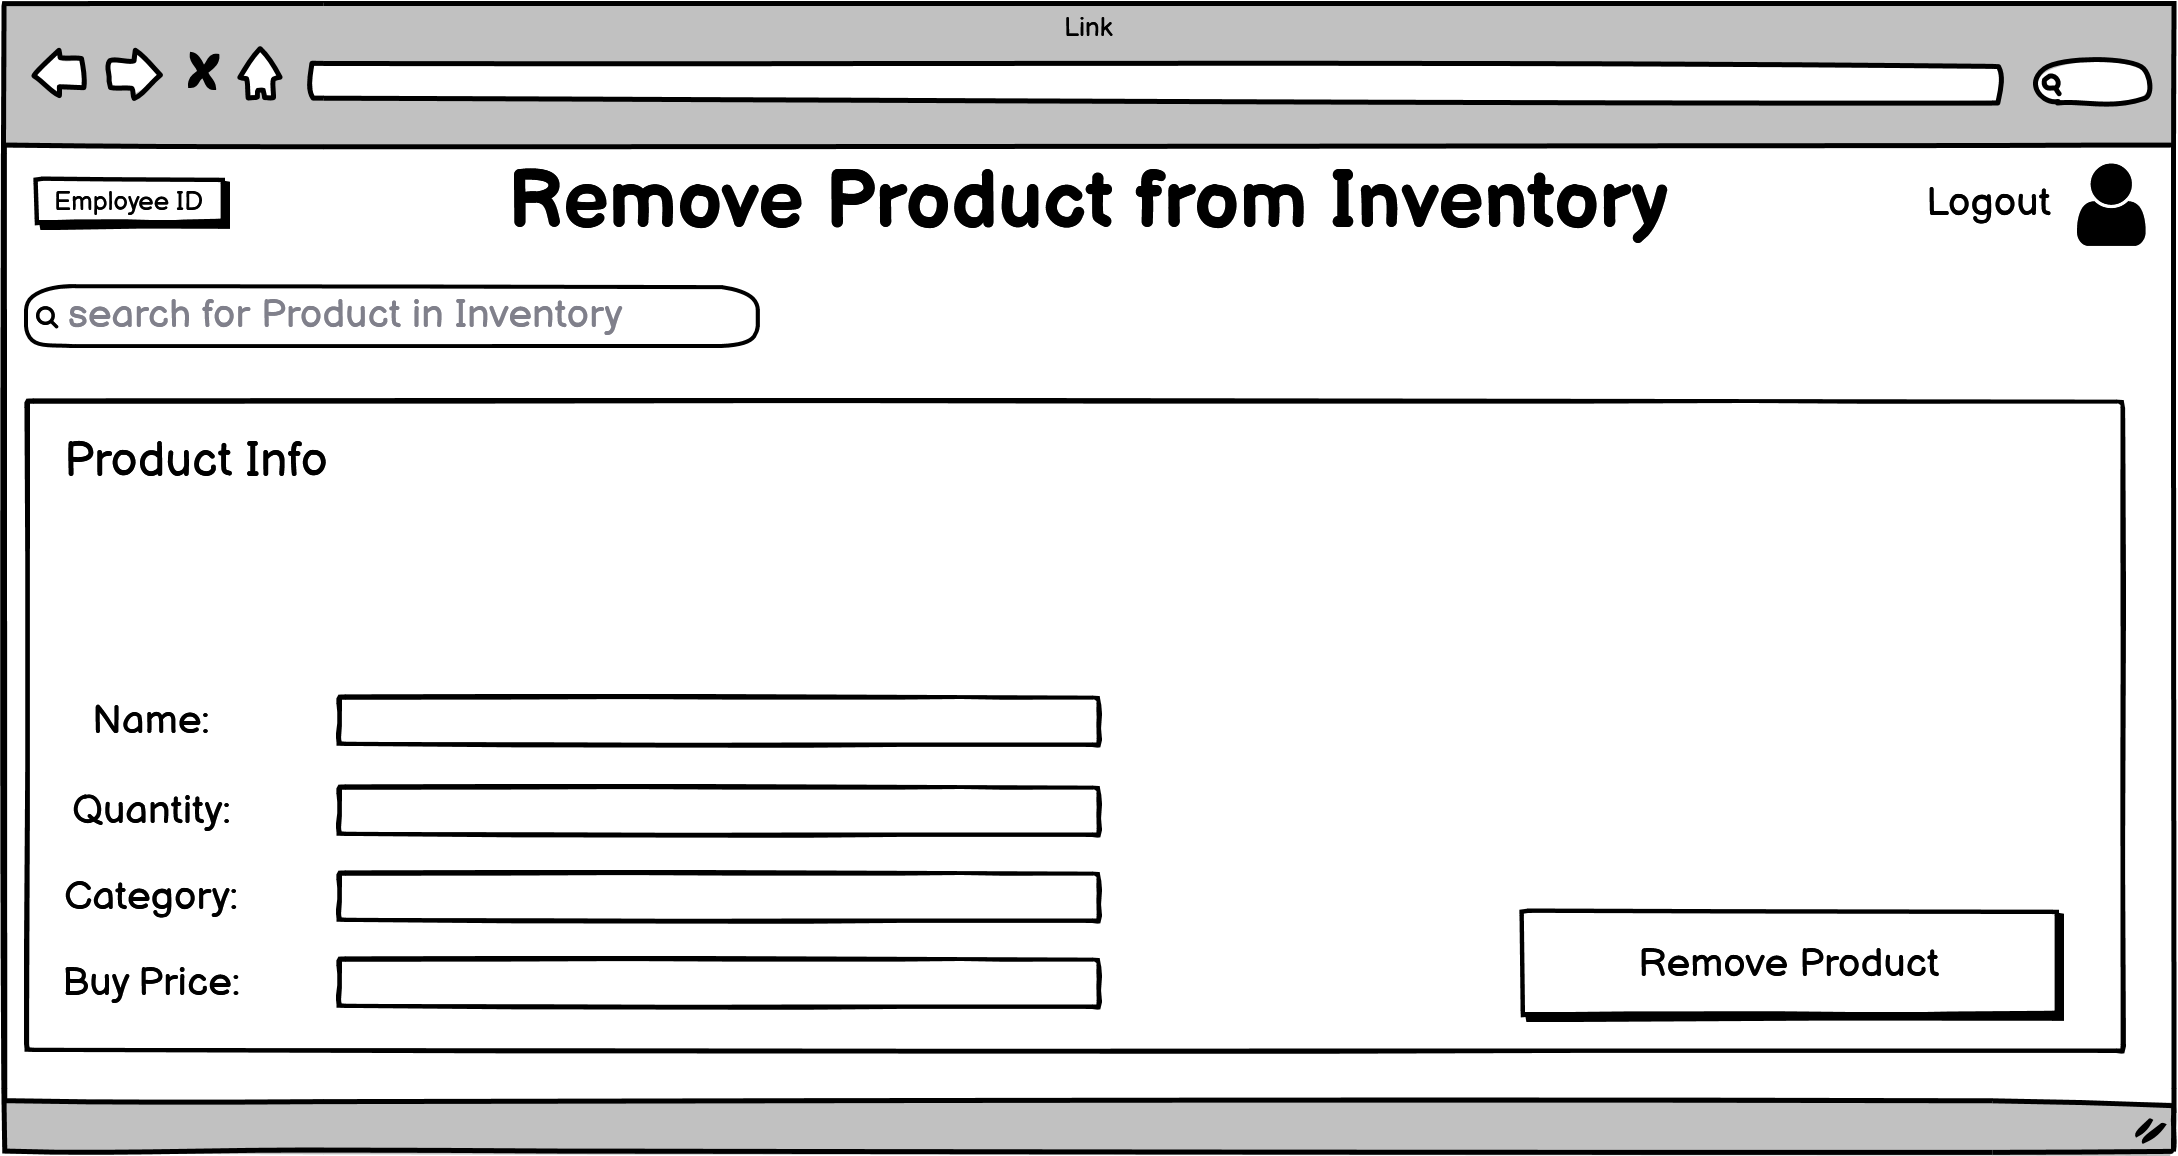 Link
Employee ID
Remove Product from Inventory
Logout
search for Product in Inventory
Product Info
Name:
Quantity:
Category:
Buy Price:
Remove Product